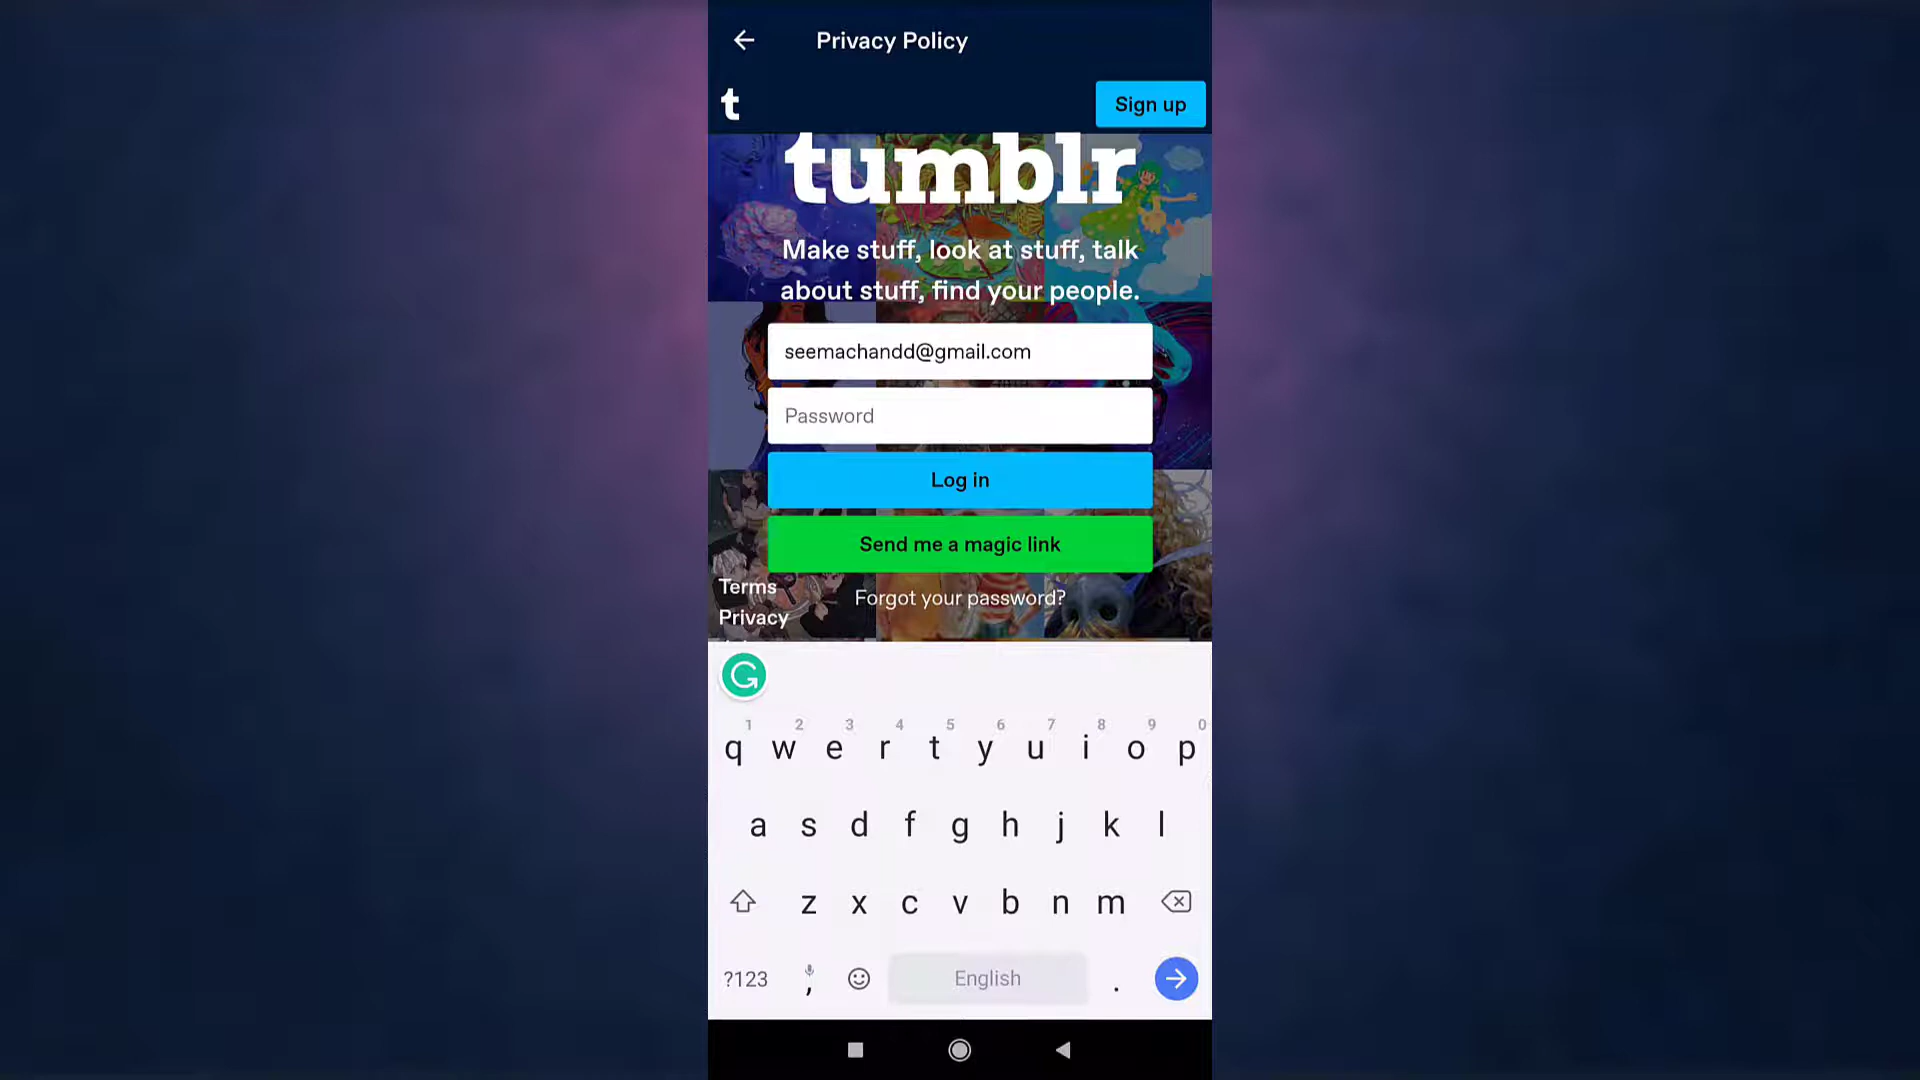 Privacy Policy
t
Sign up
tumblr
Make stuff, look at stuff, talk
about stuff, find your people.
seemachandd@gmail.com
Password
Log in
Send me a magic link
Terms
Forgot your password?
Privacy
1 2 3 4 5 6 7 8 9 0
q w e r t y u i o p
a s d f g h j k l
z x c v b n m
?123 , English .